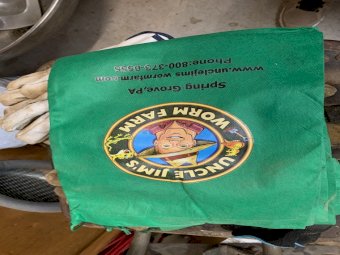 UNCLE JIM'S
WORM FARM
Spring Grove,PA
www.unclejimswormfarm.com
Phone:800-373-0555